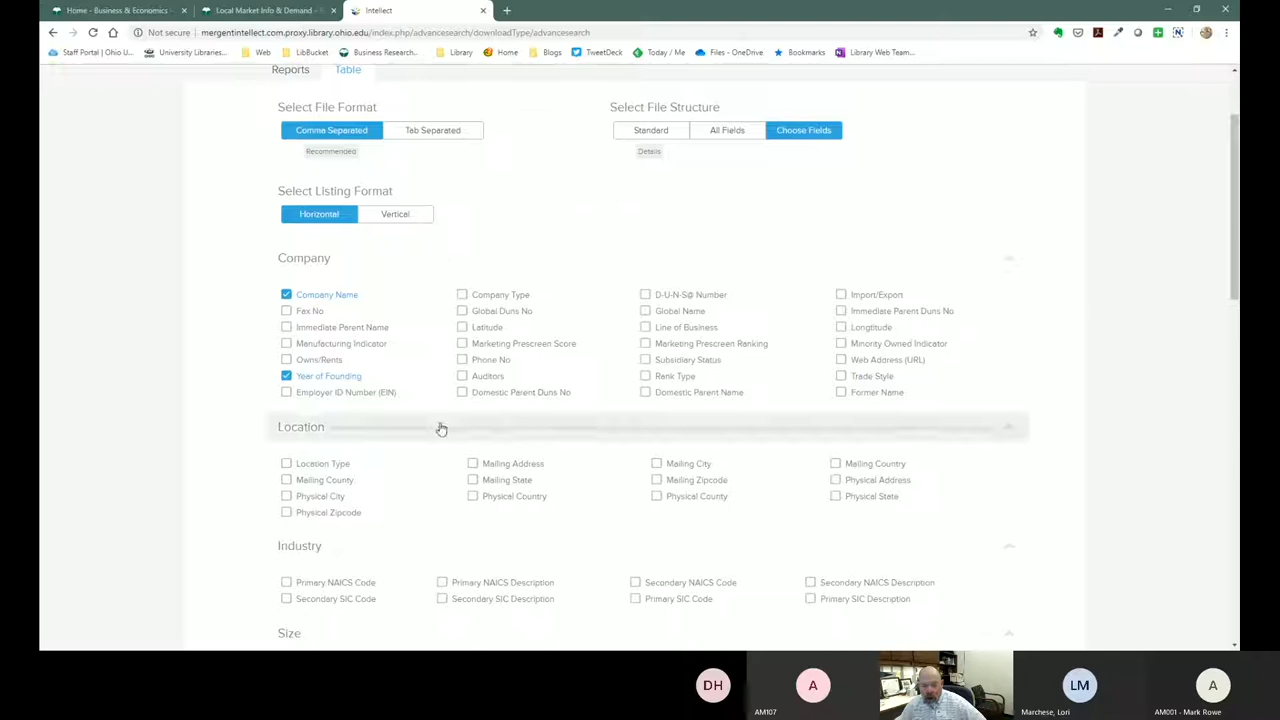 Home - Business & Economics
Local Market Info & Demand -
Intellect
Not secure
mergentintellect.com.proxy.library.ohio.edu/index.php/advancesearch/downloadType/advancesearch
Staff Portal | Ohio U...
University Libraries...
Web
LibBucket
Business Research...
Library
Home
Blogs
TweetDeck
Today / Me
Files - OneDrive
Bookmarks
Library Web Team...
Reports
Table
Select File Format
Select File Structure
Comma Separated
Tab Separated
Standard
All Fields
Choose Fields
Recommended
Details
Select Listing Format
Horizontal
Vertical
Company
Company Name
Company Type
D-U-N-S@ Number
Import/Export
Fax No
Global Duns No
Global Name
Immediate Parent Duns No
Immediate Parent Name
Latitude
Line of Business
Longtitude
Manufacturing Indicator
Marketing Prescreen Score
Marketing Prescreen Ranking
Minority Owned Indicator
Owns/Rents
Phone No
Subsidiary Status
Web Address (URL)
Year of Founding
Auditors
Rank Type
Trade Style
Employer ID Number (EIN)
Domestic Parent Duns No
Domestic Parent Name
Former Name
Location
Location Type
Mailing Address
Mailing City
Mailing Country
Mailing County
Mailing State
Mailing Zipcode
Physical Address
Physical City
Physical Country
Physical County
Physical State
Physical Zipcode
Industry
Primary NAICS Code
Primary NAICS Description
Secondary NAICS Code
Secondary NAICS Description
Secondary SIC Code
Secondary SIC Description
Primary SIC Code
Primary SIC Description
Size
DH
A
LM
A
AM107
Marchese, Lori
AM001 - Mark Rowe